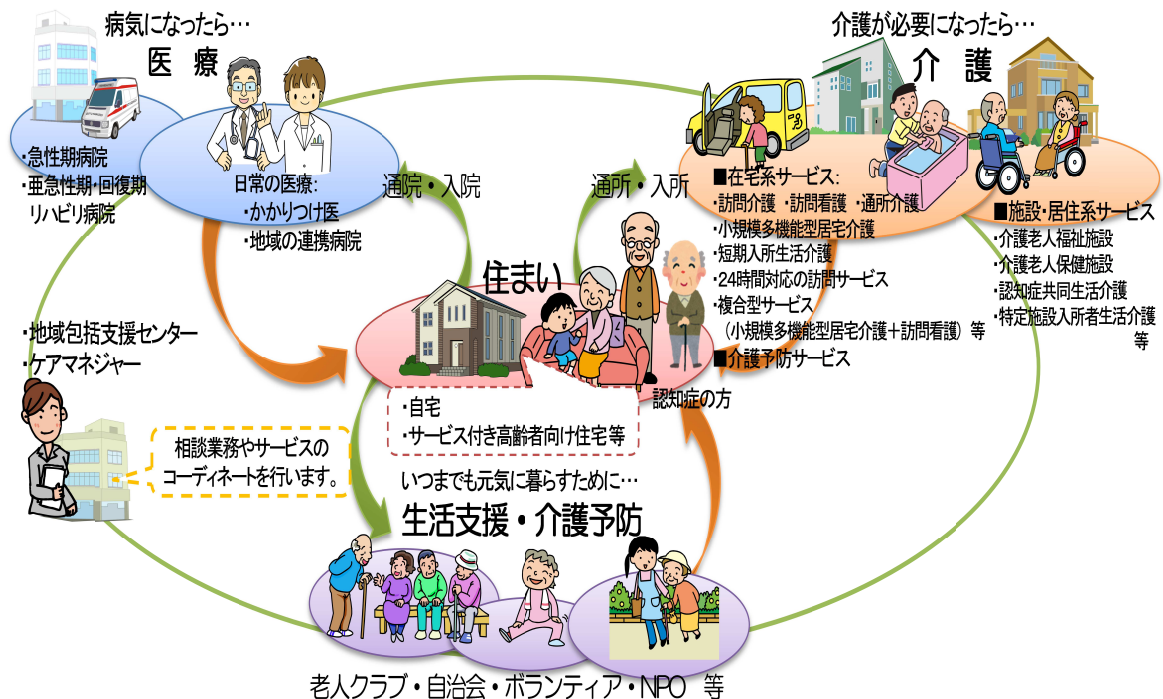 病気になったら…
医　療
・急性期病院
・亜急性期・回復期
リハビリ病院
日常の医療：
・かかりつけ医
・地域の連携病院
通院・入院
介護が必要になったら…
介　護
通所・入所
■在宅系サービス：
・訪問介護　・訪問看護　・通所介護
・小規模多機能型居宅介護
・短期入所生活介護
・24時間対応の訪問サービス
・複合型サービス
（小規模多機能型居宅介護＋訪問看護）等
■介護予防サービス
■施設・居住系サービス
・介護老人福祉施設
・介護老人保健施設
・認知症共同生活介護
・特定施設入所者生活介護
等
住まい
・自宅
・サービス付き高齢者向け住宅等
認知症の方
・地域包括支援センター
・ケアマネジャー
相談業務やサービスの
コーディネートを行います。
いつまでも元気に暮らすために…
生活支援・介護予防
老人クラブ・自治会・ボランティア・NPO　等